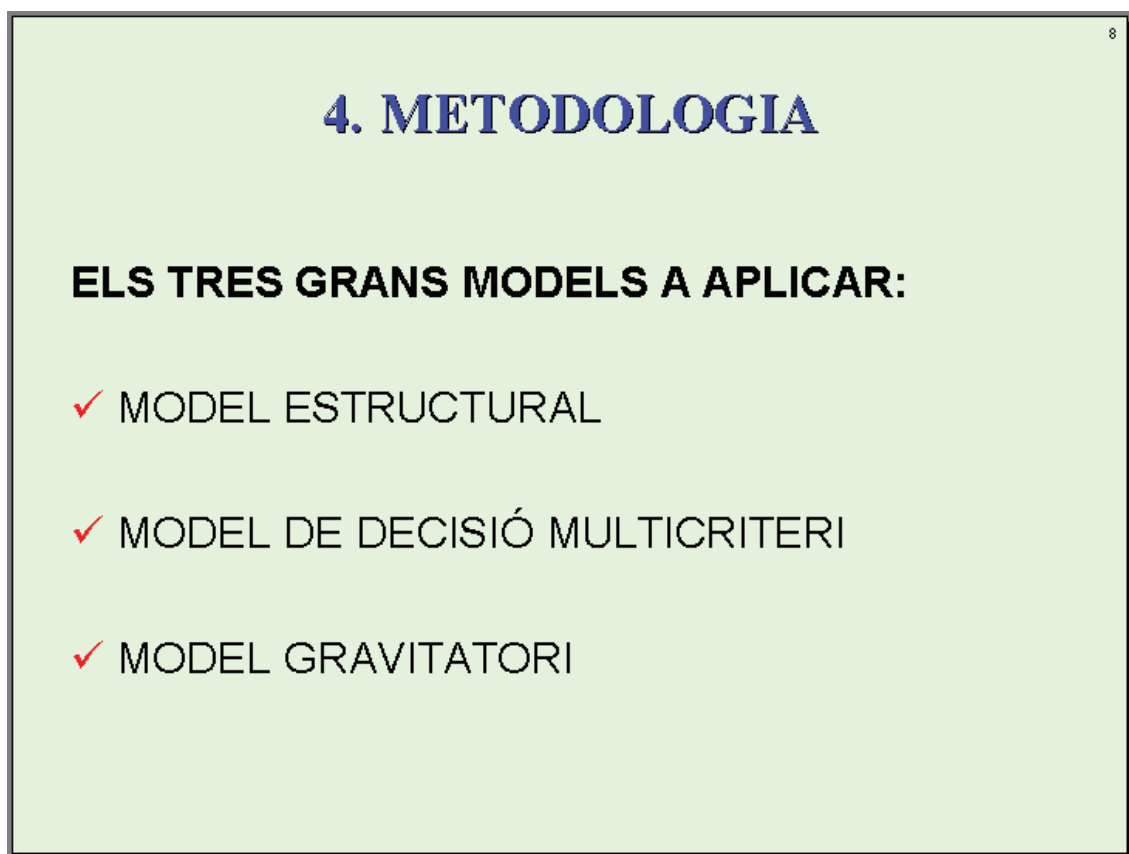 8
4. METODOLOGIA
ELS TRES GRANS MODELS A APLICAR:
✓ MODEL ESTRUCTURAL
✓ MODEL DE DECISIÓ MULTICRITERI
✓ MODEL GRAVITATORI